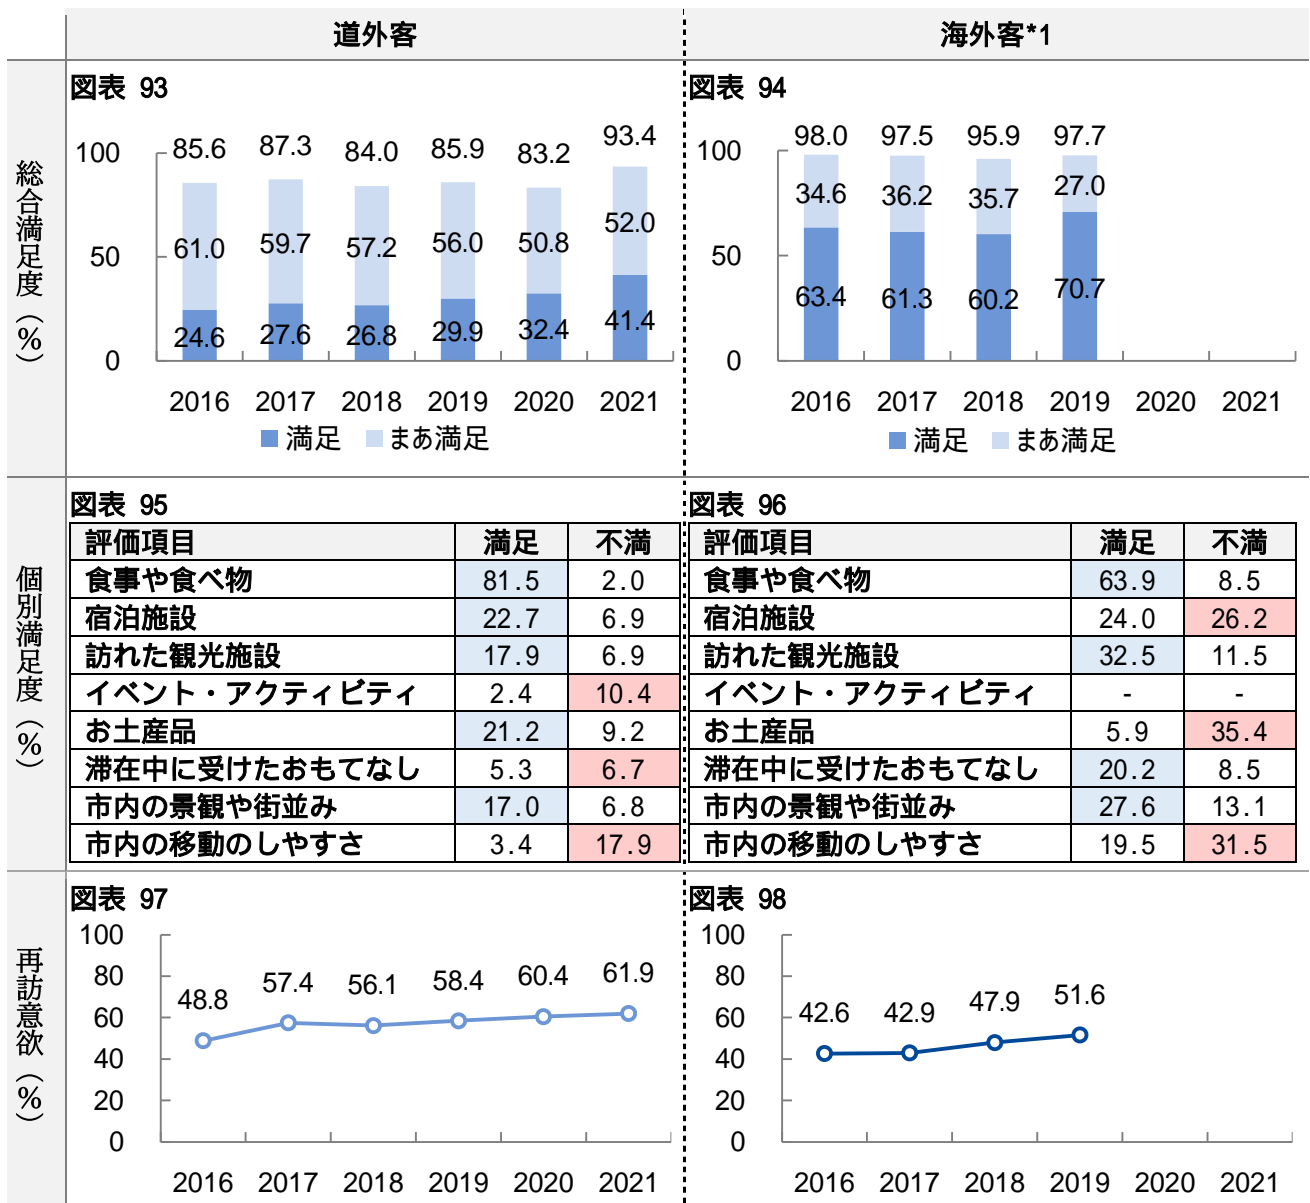 道外客
海外客*1
総合満足度（%）
図表 93
85.6 87.3 84.0 85.9 83.2 93.4
100
50
0
61.0 59.7 57.2 56.0 50.8 52.0
24.6 27.6 26.8 29.9 32.4 41.4
2016 2017 2018 2019 2020 2021
満足 まあ満足
図表 94
98.0 97.5 95.9 97.7
100
50
0
34.6 36.2 35.7 27.0
63.4 61.3 60.2 70.7
2016 2017 2018 2019 2020 2021
満足 まあ満足
個別満足度（%）
図表 95
評価項目 満足 不満
食事や食べ物 81.5 2.0
宿泊施設 22.7 6.9
訪れた観光施設 17.9 6.9
イベント・アクティビティ 2.4 10.4
お土産品 21.2 9.2
滞在中に受けたおもてなし 5.3 6.7
市内の景観や街並み 17.0 6.8
市内の移動のしやすさ 3.4 17.9
図表 96
評価項目 満足 不満
食事や食べ物 63.9 8.5
宿泊施設 24.0 26.2
訪れた観光施設 32.5 11.5
イベント・アクティビティ - -
お土産品 5.9 35.4
滞在中に受けたおもてなし 20.2 8.5
市内の景観や街並み 27.6 13.1
市内の移動のしやすさ 19.5 31.5
再訪意欲（%）
図表 97
100
80
60
40
20
0
48.8 57.4 56.1 58.4 60.4 61.9
2016 2017 2018 2019 2020 2021
図表 98
100
80
60
40
20
0
42.6 42.9 47.9 51.6
2016 2017 2018 2019 2020 2021